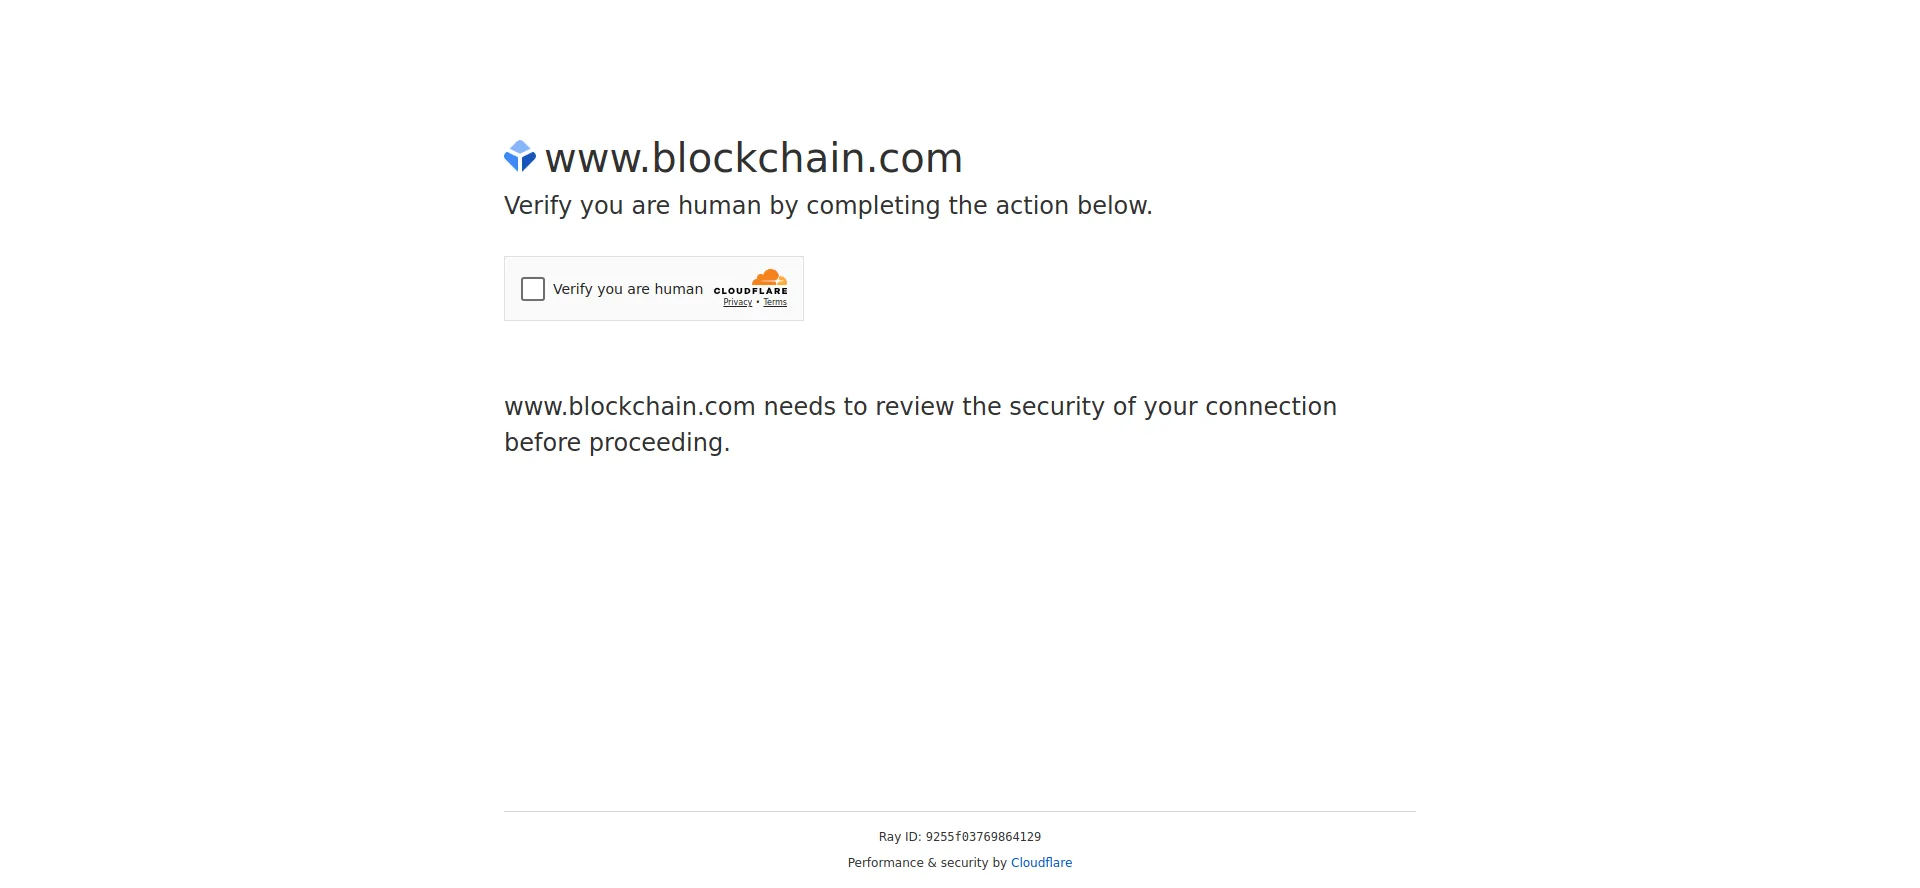 www.blockchain.com
Verify you are human by completing the action below.
Verify you are human
CLOUDFLARE
Privacy • Terms
www.blockchain.com needs to review the security of your connection
before proceeding.
Ray ID: 9255f03769864129
Performance & security by Cloudflare